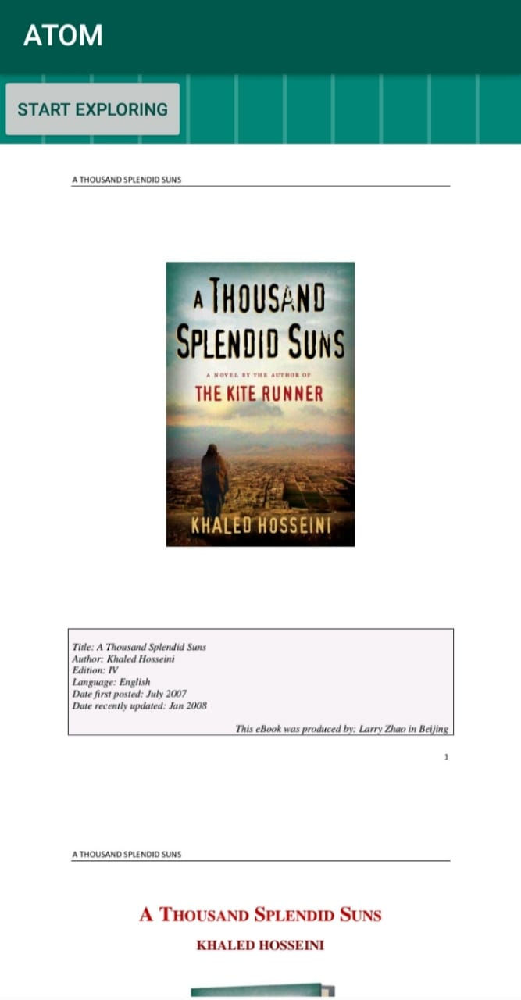 ATOM
START EXPLORING
A THOUSAND SPLENDID SUNS
A THOUSAND
SPLENDID SUNS
A NOVEL BY THE AUTHOR OF
THE KITE RUNNER
KHALED HOSSEINI
Title: A Thousand Splendid Suns
Author: Khaled Hosseini
Edition: IV
Language: English
Date first posted: July 2007
Date recently updated: Jan 2008
This eBook was produced by: Larry Zhao in Beijing
1
A THOUSAND SPLENDID SUNS
A THOUSAND SPLENDID SUNS
KHALED HOSSEINI